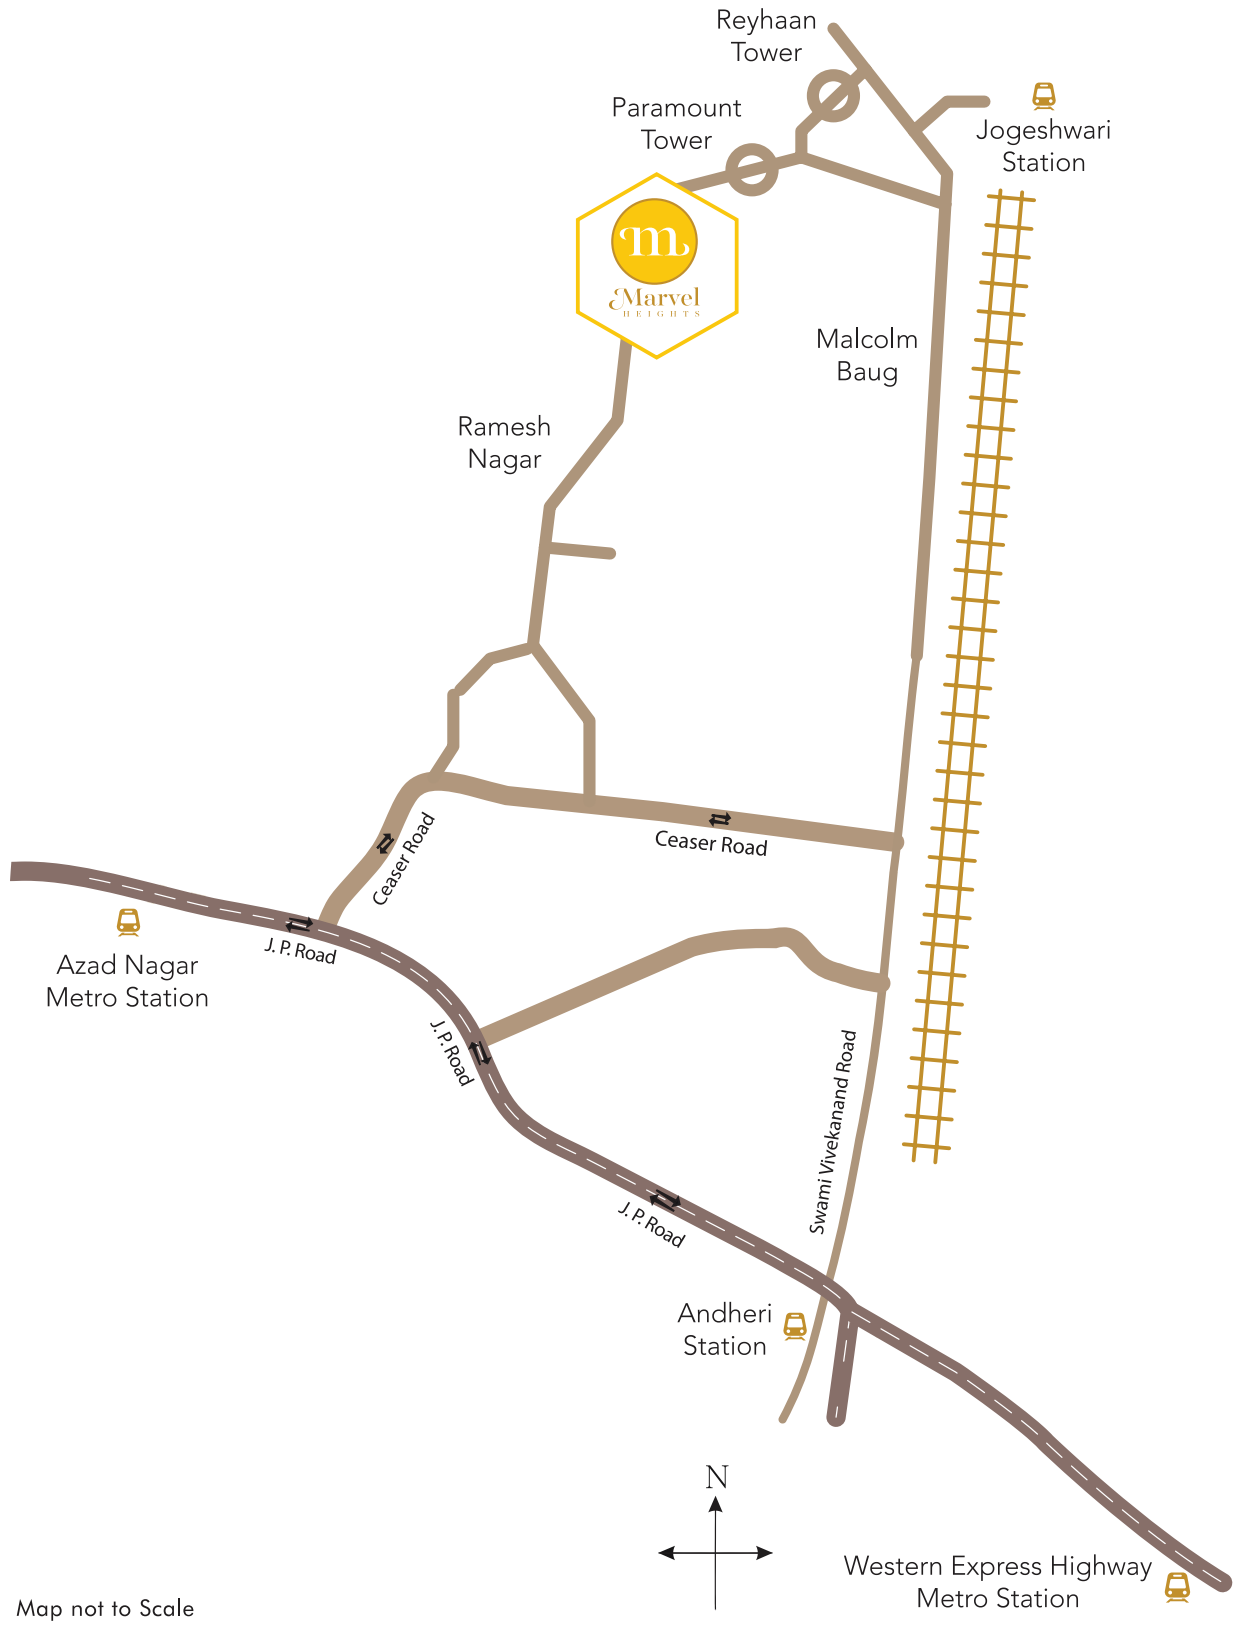 Reyhaan
Tower
Paramount
Tower
Jogeshwari
Station
m
Marvel
HEIGHTS
Malcolm
Baug
Ramesh
Nagar
Ceaser Road
Ceaser Road
J. P. Road
Azad Nagar
Metro Station
J. P. Road
Swami Vivekanand Road
J. P. Road
Andheri
Station
N
Western Express Highway
Metro Station
Map not to Scale